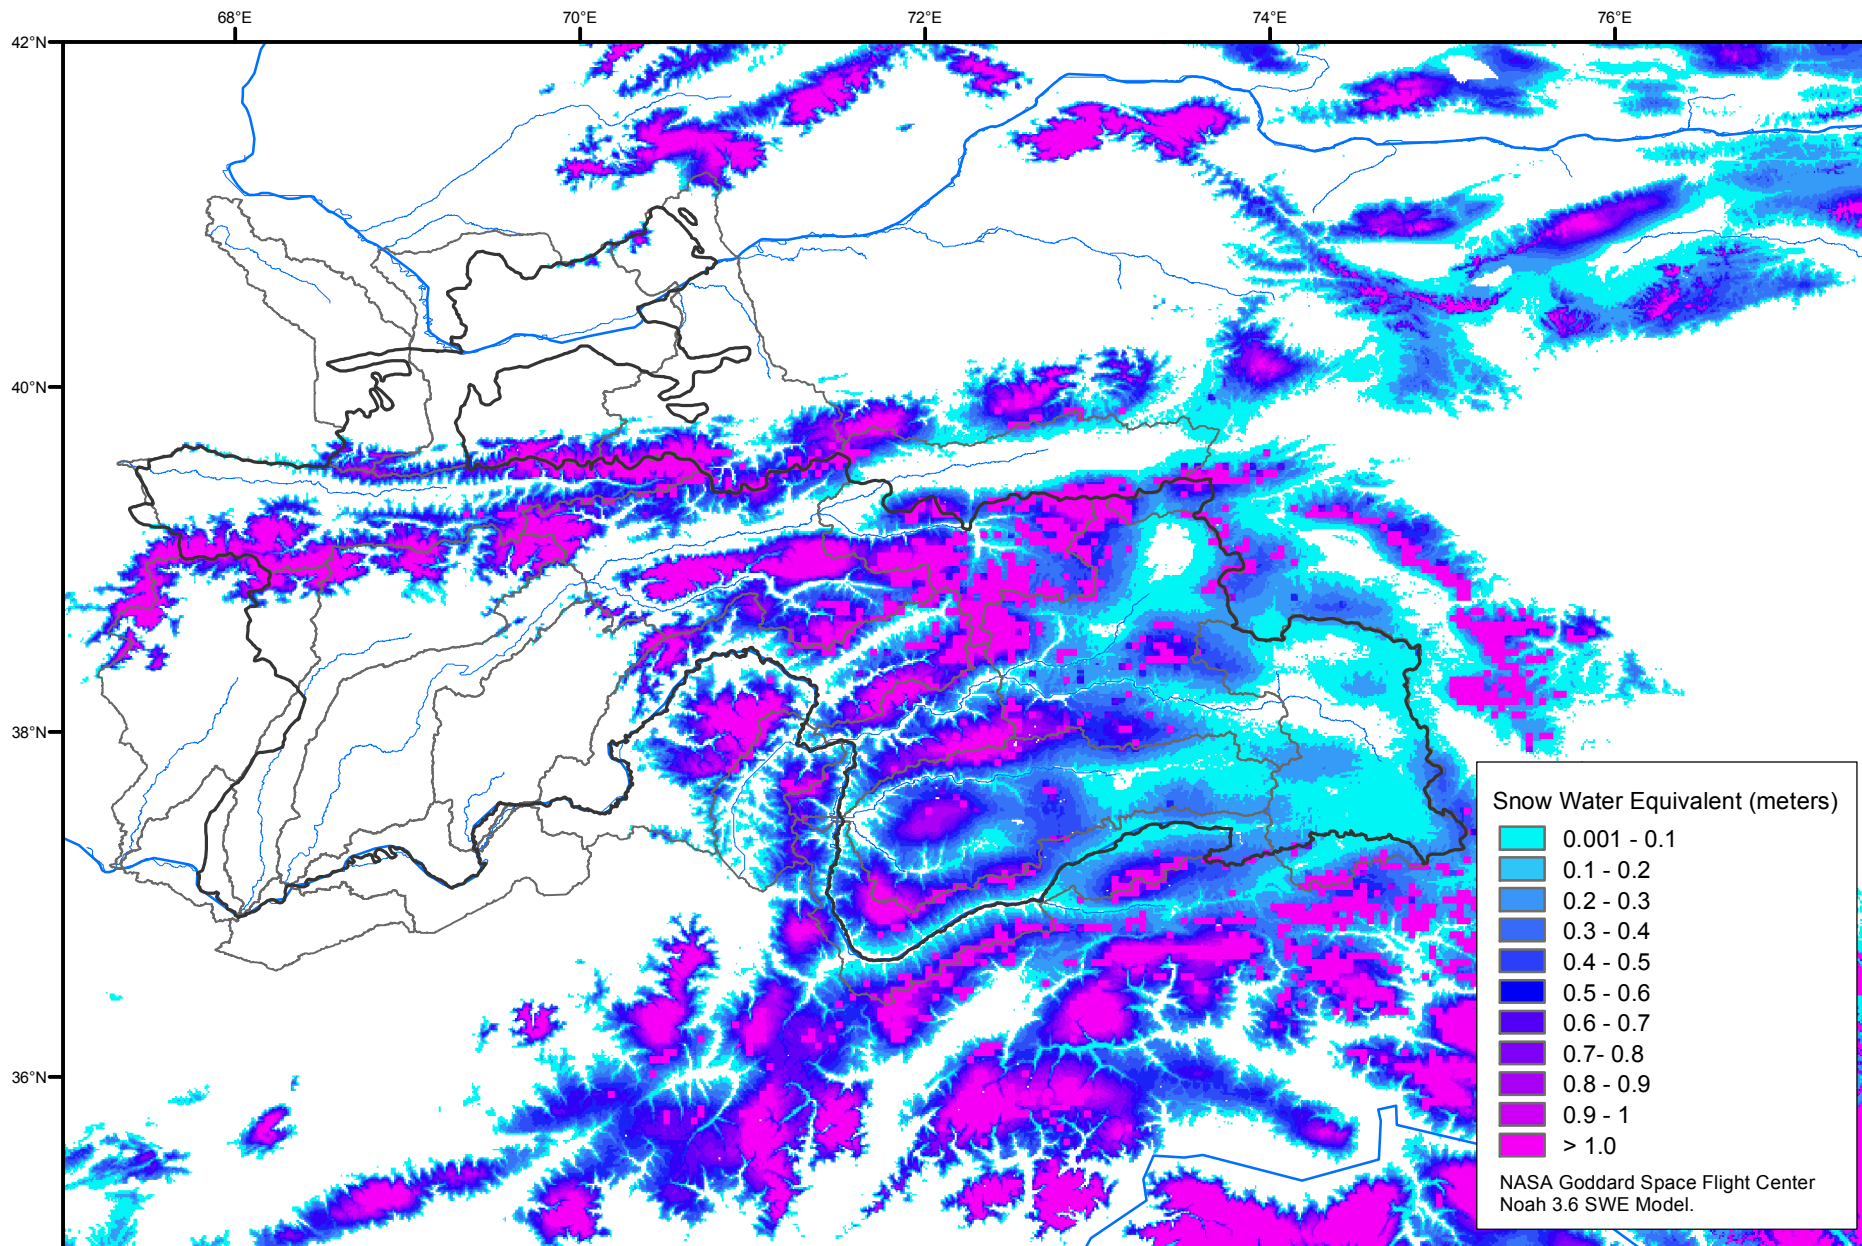 68°E
70°E
72°E
74°E
76°E
42°N
40°N
38°N
36°N
Snow Water Equivalent (meters)
0.001 - 0.1
0.1 - 0.2
0.2 - 0.3
0.3 - 0.4
0.4 - 0.5
0.5 - 0.6
0.6 - 0.7
0.7- 0.8
0.8 - 0.9
0.9 - 1
> 1.0
NASA Goddard Space Flight Center
Noah 3.6 SWE Model.